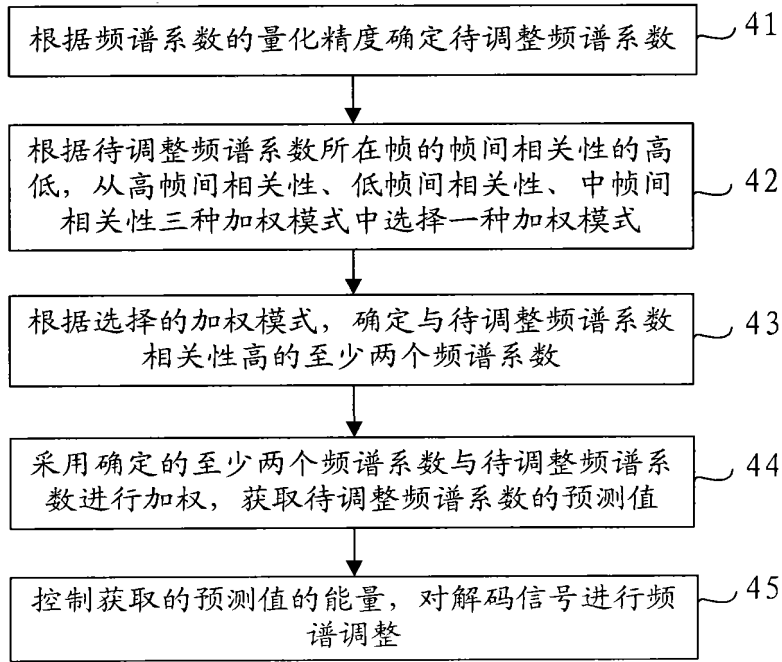 根据频谱系数的量化精度确定待调整频谱系数
41
根据待调整频谱系数所在帧的帧间相关性的高
低，从高帧间相关性、低帧间相关性、中帧间
相关性三种加权模式中选择一种加权模式
42
根据选择的加权模式，确定与待调整频谱系数
相关性高的至少两个频谱系数
43
采用确定的至少两个频谱系数与待调整频谱系
数进行加权，获取待调整频谱系数的预测值
44
控制获取的预测值的能量，对解码信号进行频
谱调整
45